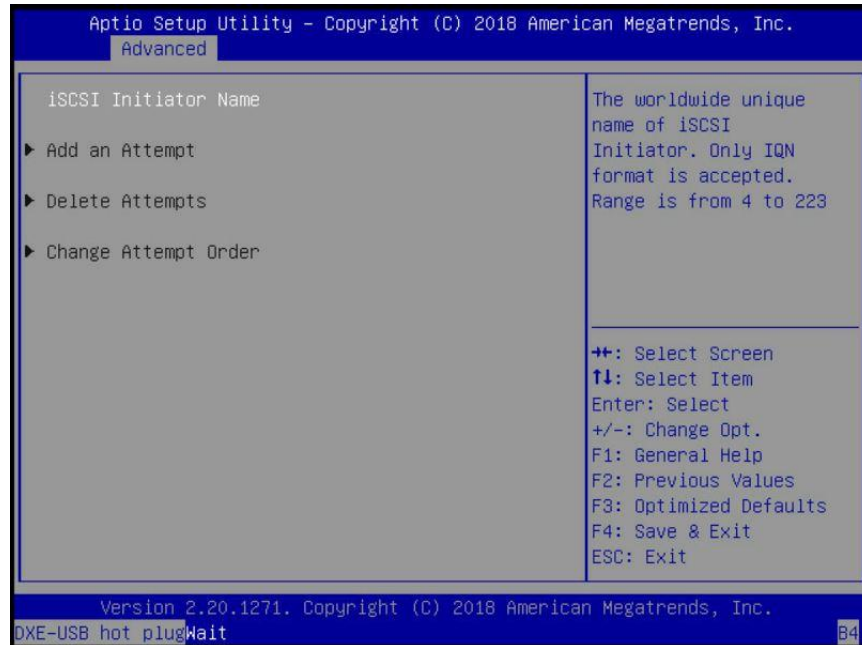 Aptio Setup Utility – Copyright (C) 2018 American Megatrends, Inc.
Advanced
iSCSI Initiator Name
▶ Add an Attempt
▶ Delete Attempts
▶ Change Attempt Order
The worldwide unique
name of iSCSI
Initiator. Only IQN
format is accepted.
Range is from 4 to 223
→←: Select Screen
↑↓: Select Item
Enter: Select
+/-: Change Opt.
F1: General Help
F2: Previous Values
F3: Optimized Defaults
F4: Save & Exit
ESC: Exit
Version 2.20.1271. Copyright (C) 2018 American Megatrends, Inc.
DXE-USB hot plugWait
B4